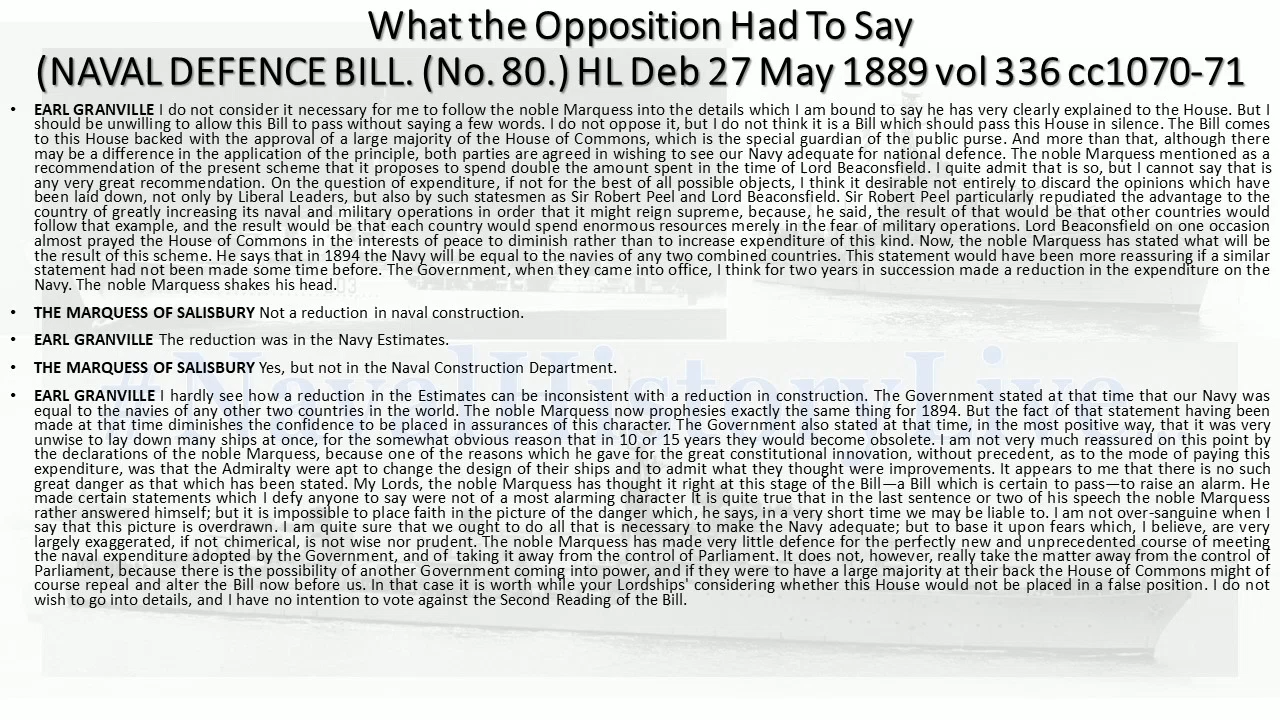 What the Opposition Had To Say
(NAVAL DEFENCE BILL. (No. 80.) HL Deb 27 May 1889 vol 336 cc1070-71
• EARL GRANVILLE I do not consider it necessary for me to follow the noble Marquess into the details which I am bound to say he has very clearly explained to the House. But I
should be unwilling to allow this Bill to pass without saying a few words. I do not oppose it, but I do not think it is a Bill which should pass this House in silence. The Bill comes
to this House backed with the approval of a large majority of the House of Commons, which is the special guardian of the public purse. And more than that, although there
may be a difference in the application of the principle, both parties are agreed in wishing to see our Navy adequate for national defence. The noble Marquess mentioned as a
recommendation of the present scheme that it proposes to spend double the amount spent in the time of Lord Beaconsfield. I quite admit that is so, but I cannot say that is
any very great recommendation. On the question of expenditure, if not for the best of all possible objects, I think it desirable not entirely to discard the opinions which have
been laid down, not only by Liberal Leaders, but also by such statesmen as Sir Robert Peel and Lord Beaconsfield. Sir Robert Peel particularly repudiated the advantage to the
country of greatly increasing its naval and military operations in order that it might reign supreme, because, he said, the result of that would be that other countries would
follow that example, and the result would be that each country would spend enormous resources merely in the fear of military operations. Lord Beaconsfield on one occasion
almost prayed the House of Commons in the interests of peace to diminish rather than to increase expenditure of this kind. Now, the noble Marquess has stated what will be
the result of this scheme. He says that in 1894 the Navy will be equal to the navies of any two combined countries. This statement would have been more reassuring if a similar
statement had not been made some time before. The Government, when they came into office, I think for two years in succession made a reduction in the expenditure on the
Navy. The noble Marquess shakes his head.
• THE MARQUESS OF SALISBURY Not a reduction in naval construction.
• EARL GRANVILLE The reduction was in the Navy Estimates.
• THE MARQUESS OF SALISBURY Yes, but not in the Naval Construction Department.
#NavalHistoryLive
• EARL GRANVILLE I hardly see how a reduction in the Estimates can be inconsistent with a reduction in construction. The Government stated at that time that our Navy was
equal to the navies of any other two countries in the world. The noble Marquess now prophesies exactly the same thing for 1894. But the fact of that statement having been
made at that time diminishes the confidence to be placed in assurances of this character. The Government also stated at that time, in the most positive way, that it was very
unwise to lay down many ships at once, for the somewhat obvious reason that in 10 or 15 years they would become obsolete. I am not very much reassured on this point by
the declarations of the noble Marquess, because one of the reasons which he gave for the great constitutional innovation, without precedent, as to the mode of paying this
expenditure, was that the Admiralty were apt to change the design of their ships and to admit what they thought were improvements. It appears to me that there is no such
great danger as that which has been stated. My Lords, the noble Marquess has thought it right at this stage of the Bill—a Bill which is certain to pass—to raise an alarm. He
made certain statements which I defy anyone to say were not of a most alarming character It is quite true that in the last sentence or two of his speech the noble Marquess
rather answered himself; but it is impossible to place faith in the picture of the danger which, he says, in a very short time we may be liable to. I am not over-sanguine when I
say that this picture is overdrawn. I am quite sure that we ought to do all that is necessary to make the Navy adequate; but to base it upon fears which, I believe, are very
largely exaggerated, if not chimerical, is not wise nor prudent. The noble Marquess has made very little defence for the perfectly new and unprecedented course of meeting
the naval expenditure adopted by the Government, and of taking it away from the control of Parliament. It does not, however, really take the matter away from the control of
Parliament, because there is the possibility of another Government coming into power, and if they were to have a large majority at their back the House of Commons might of
course repeal and alter the Bill now before us. In that case it is worth while your Lordships' considering whether this House would not be placed in a false position. I do not
wish to go into details, and I have no intention to vote against the Second Reading of the Bill.